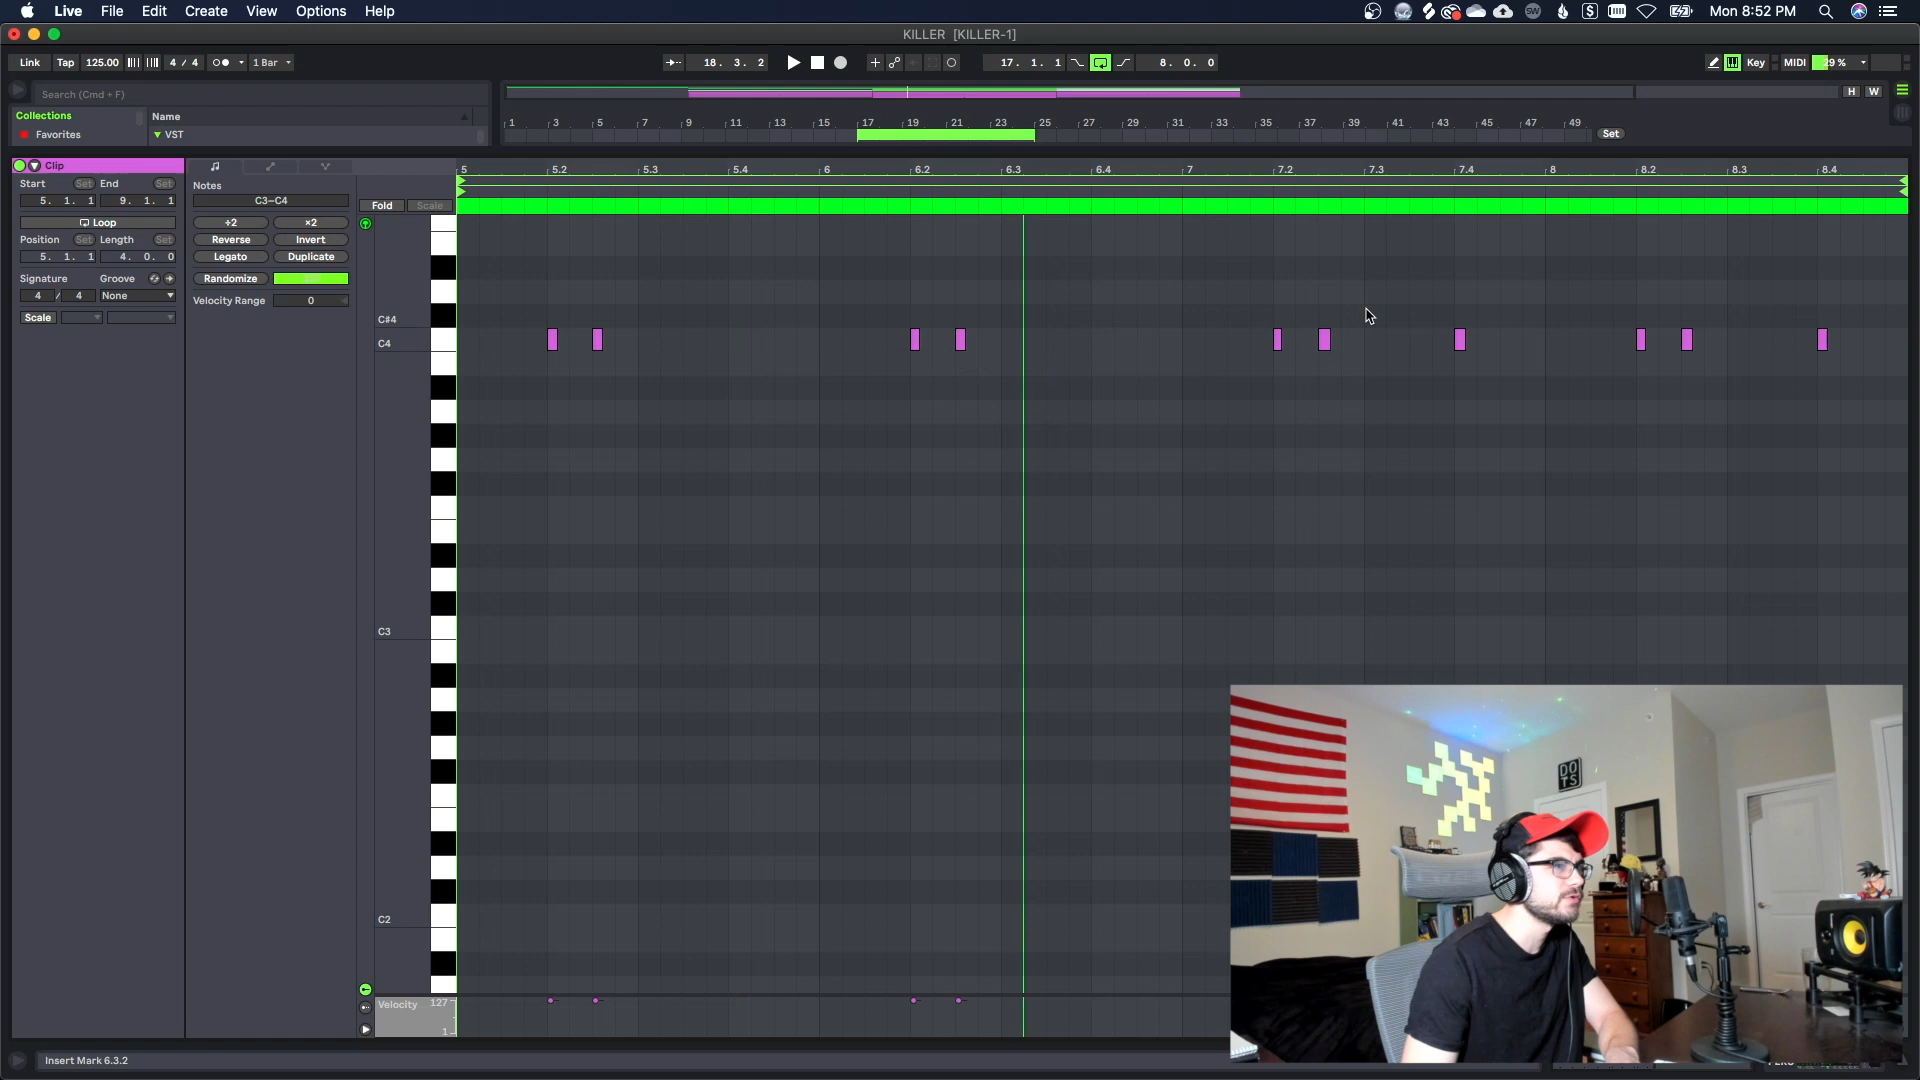 Live File Edit Create View Options Help Mon 8:52 PM
KILLER [KILLER-1]
Link Tap 125.00 4 / 4 1 Bar 18. 3. 2 17. 1. 1 8. 0. 0 Key MIDI 29 %
Search (Cmd + F) H W
Collections Name
Favorites VST
1 3 5 7 9 11 13 15 17 19 21 23 25 27 29 31 33 35 37 39 41 43 45 47 49 Set
Clip
5 5.2 5.3 5.4 6 6.2 6.3 6.4 7 7.2 7.3 7.4 8 8.2 8.3 8.4
Start Set End Set Notes
5. 1. 1 9. 1. 1 C3-C4 Fold Scale
Loop ÷2 ×2
Position Set Length Set Reverse Invert
5. 1. 1 4. 0. 0 Legato Duplicate
Signature Groove Randomize
4 / 4 None Velocity Range 0
Scale
C#4
C4
C3
C2
Velocity 127
1
DO
TS
Insert Mark 6.3.2